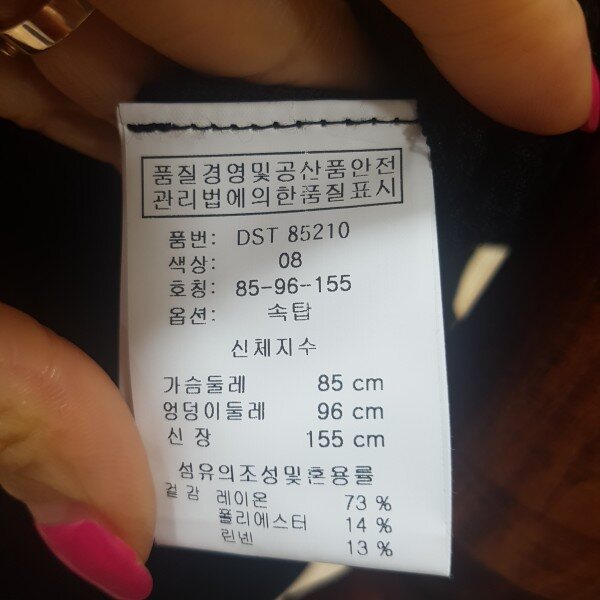 품질경영및공산품안전
관리법에의한품질표시
품번: DST 85210
색상: 08
호칭: 85-96-155
옵션: 속탑
신체지수
가슴둘레 85 cm
엉덩이둘레 96 cm
신 장 155 cm
섬유의조성및혼용률
겉 감 레이온 73 %
폴리에스터 14 %
린넨 13 %